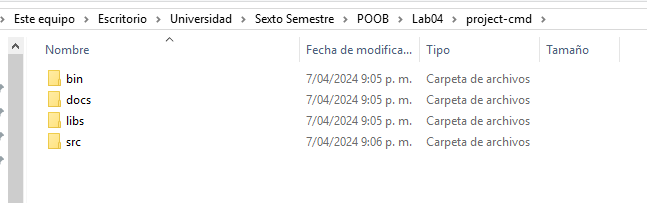 > Este equipo > Escritorio > Universidad > Sexto Semestre > POOB > Lab04 > project-cmd >
Nombre Fecha de modifica... Tipo Tamaño
bin 7/04/2024 9:05 p. m. Carpeta de archivos
docs 7/04/2024 9:05 p. m. Carpeta de archivos
libs 7/04/2024 9:05 p. m. Carpeta de archivos
src 7/04/2024 9:06 p. m. Carpeta de archivos